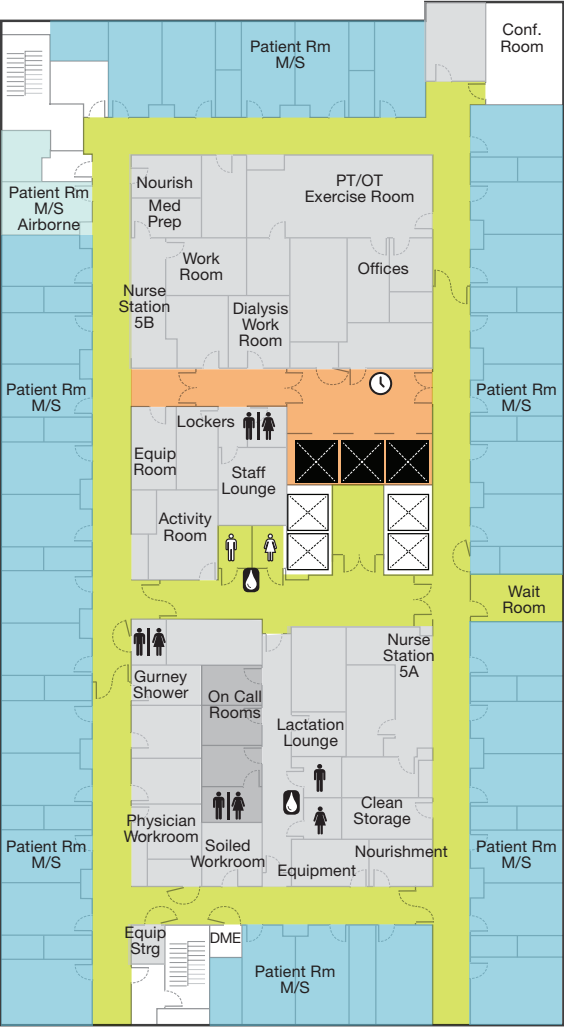 Conf.
Room
Patient Rm
M/S
Nourish
PT/OT
Exercise Room
Med
Prep
Patient Rm
M/S
Airborne
Work
Room
Offices
Nurse
Station
5B
Dialysis
Work
Room
Patient Rm
M/S
Patient Rm
M/S
Lockers
Equip
Room
Staff
Lounge
Activity
Room
Wait
Room
Nurse
Station
5A
Gurney
Shower
On Call
Rooms
Lactation
Lounge
Clean
Storage
Physician
Workroom
Soiled
Workroom
Nourishment
Equipment
Patient Rm
M/S
Patient Rm
M/S
Equip
Strg
DME
Patient Rm
M/S